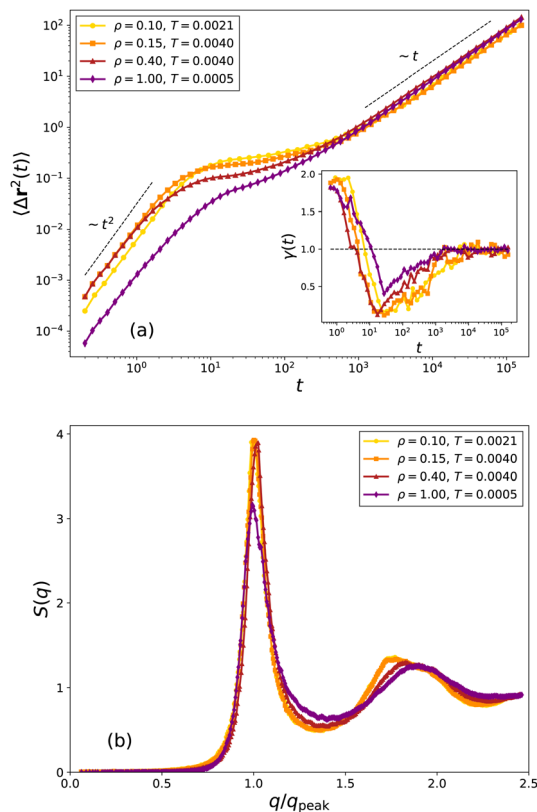 ρ = 0.10, T = 0.0021
ρ = 0.15, T = 0.0040
ρ = 0.40, T = 0.0040
ρ = 1.00, T = 0.0005
~ t
~ t²
(a)
⟨Δr²(t)⟩
10²
10¹
10⁰
10⁻¹
10⁻²
10⁻³
10⁻⁴
10⁰
10¹
10²
10³
10⁴
10⁵
t
γ(t)
2.0
1.5
1.0
0.5
10⁰
10¹
10²
10³
10⁴
10⁵
t
ρ = 0.10, T = 0.0021
ρ = 0.15, T = 0.0040
ρ = 0.40, T = 0.0040
ρ = 1.00, T = 0.0005
(b)
S(q)
4
3
2
1
0
0.0
0.5
1.0
1.5
2.0
2.5
q/q_peak